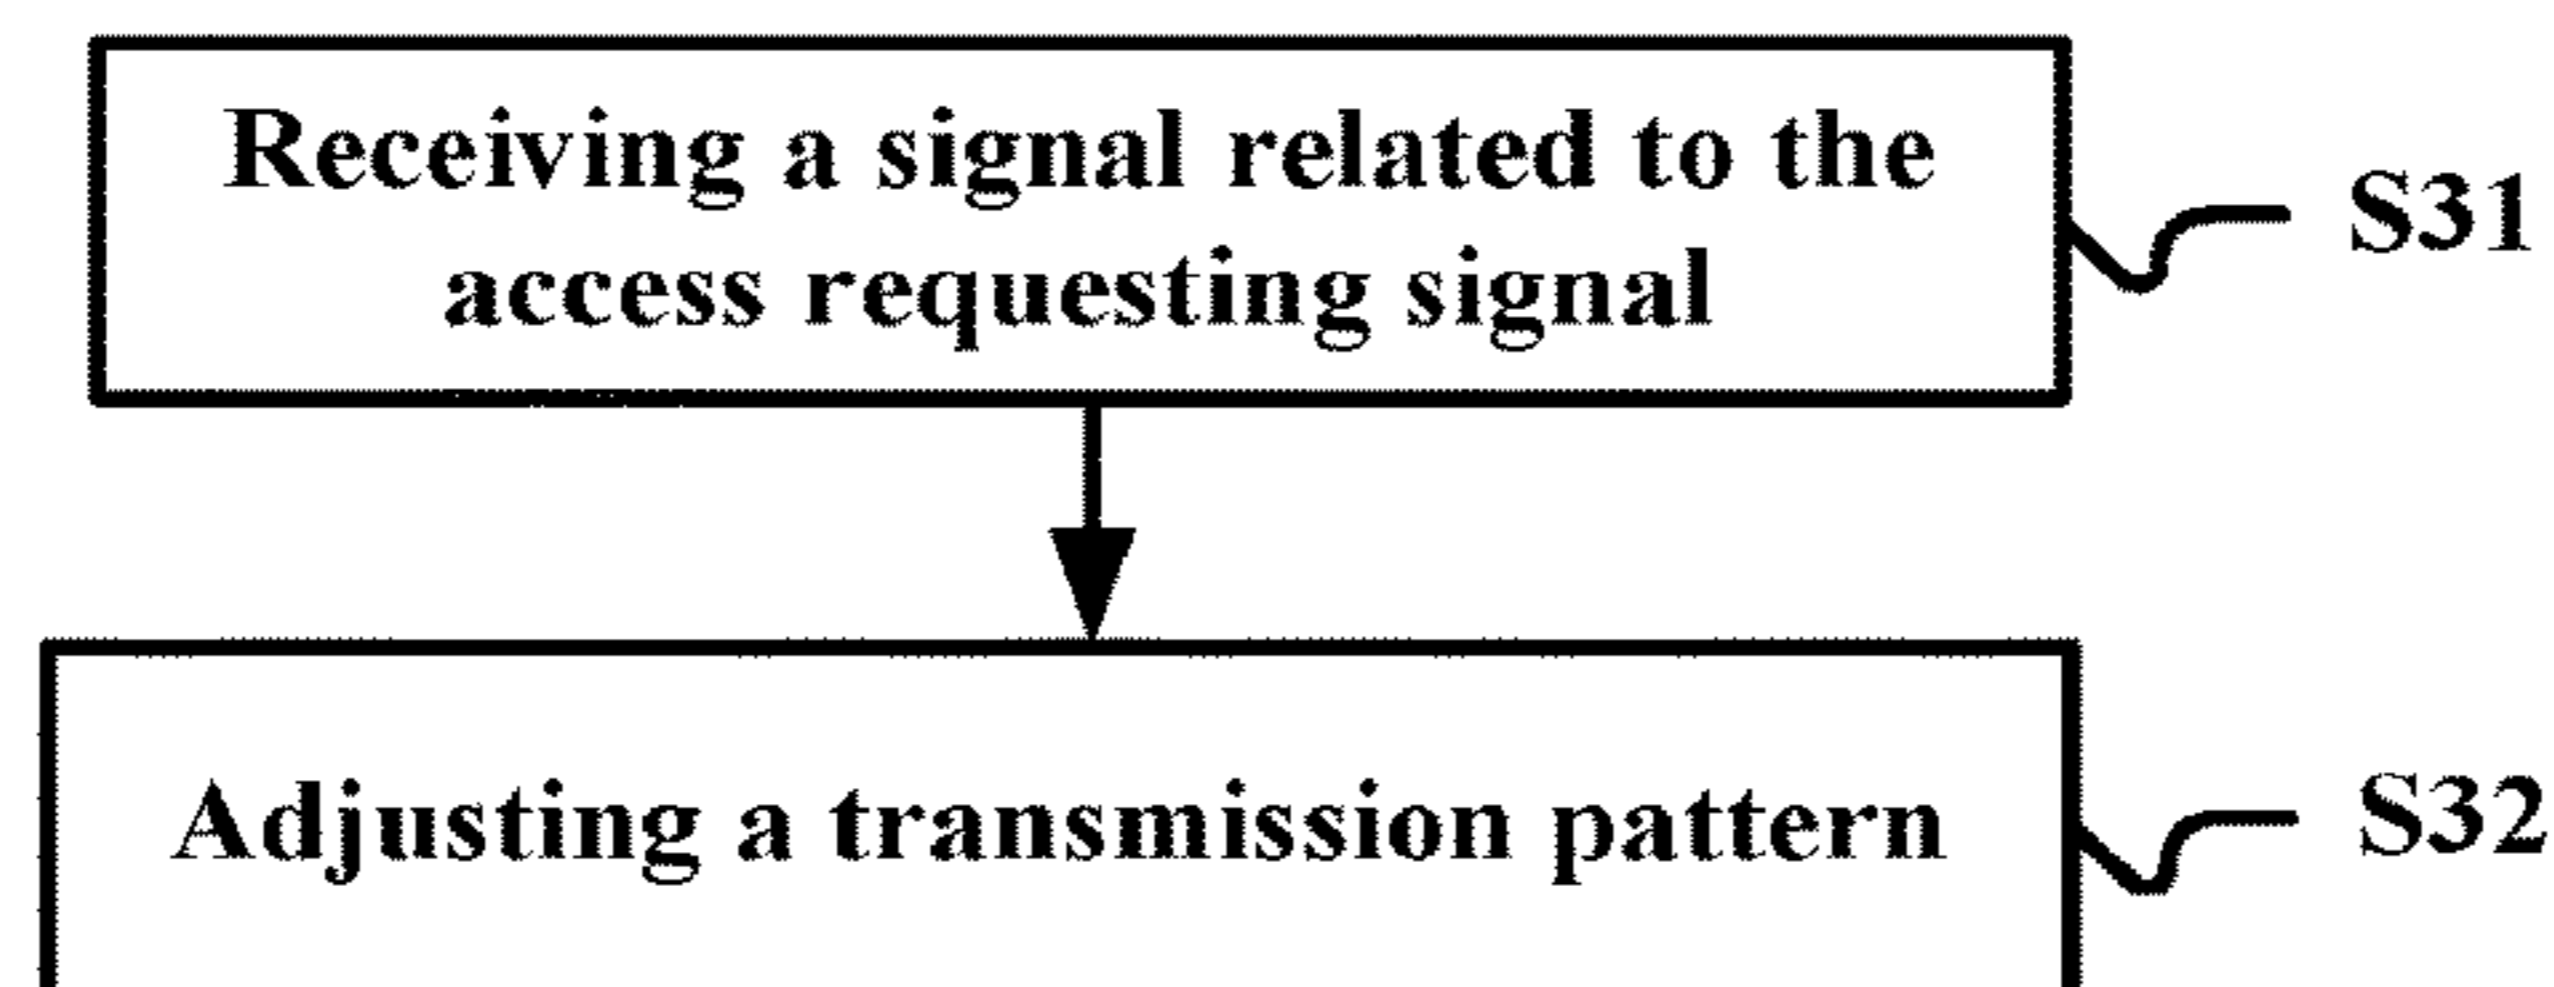 Receiving a signal related to the
access requesting signal
S31
Adjusting a transmission pattern
S32